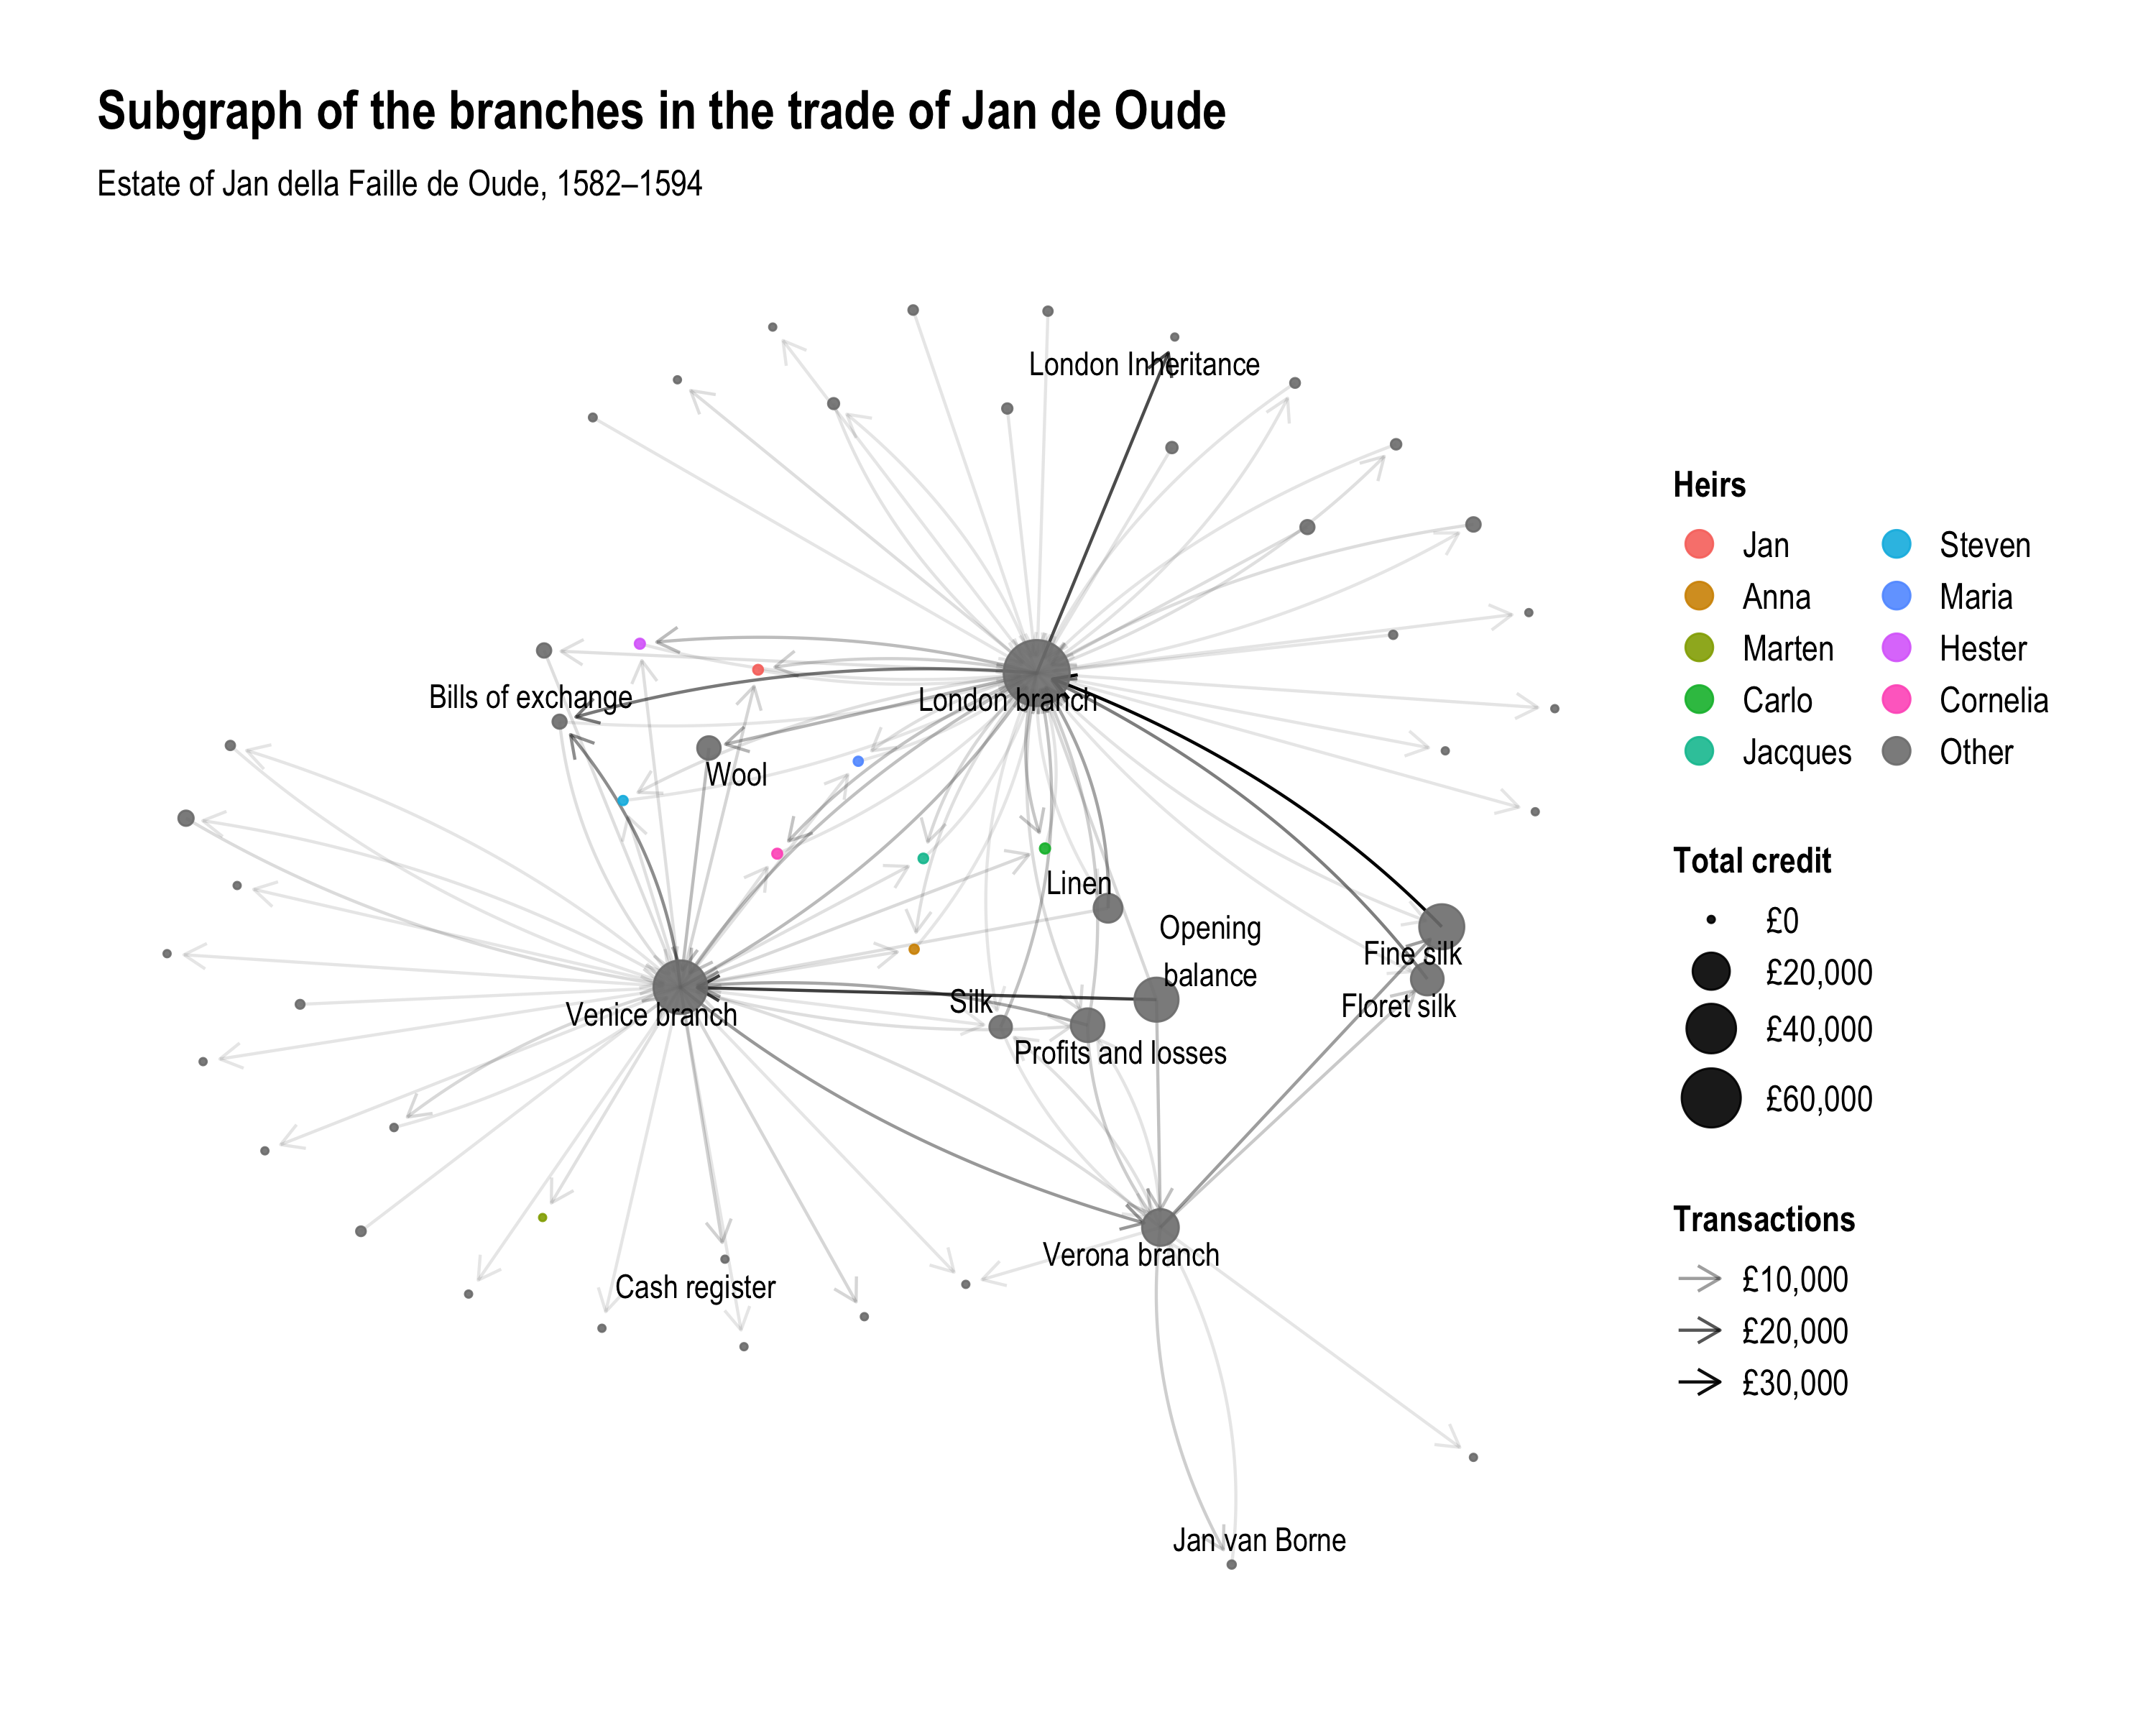 Subgraph of the branches in the trade of Jan de Oude
Estate of Jan della Faille de Oude, 1582–1594
London Inheritance
Bills of exchange
London branch
Wool
Linen
Opening
balance
Fine silk
Silk
Floret silk
Venice branch
Profits and losses
Verona branch
Cash register
Jan van Borne
Heirs
Jan
Anna
Marten
Carlo
Jacques
Steven
Maria
Hester
Cornelia
Other
Total credit
£0
£20,000
£40,000
£60,000
Transactions
£10,000
£20,000
£30,000